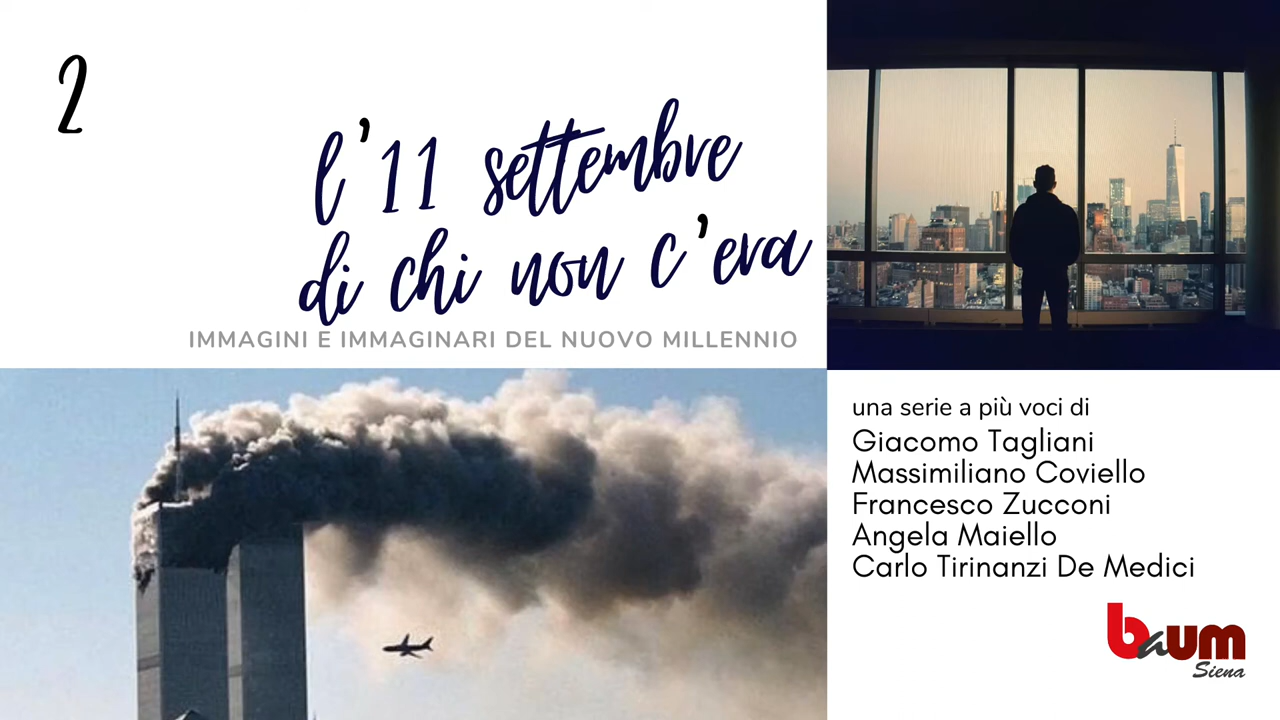 2
l'11 settembre
di chi non c'era
IMMAGINI E IMMAGINARI DEL NUOVO MILLENNIO
una serie a più voci di
Giacomo Tagliani
Massimiliano Coviello
Francesco Zucconi
Angela Maiello
Carlo Tirinanzi De Medici
baum
Siena